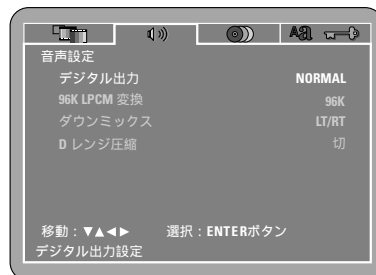 Aあ
音声設定
デジタル出力 NORMAL
96K LPCM 変換 96K
ダウンミックス LT/RT
D レンジ圧縮 切
移動：▼▲◀▶ 選択：ENTERボタン
デジタル出力設定